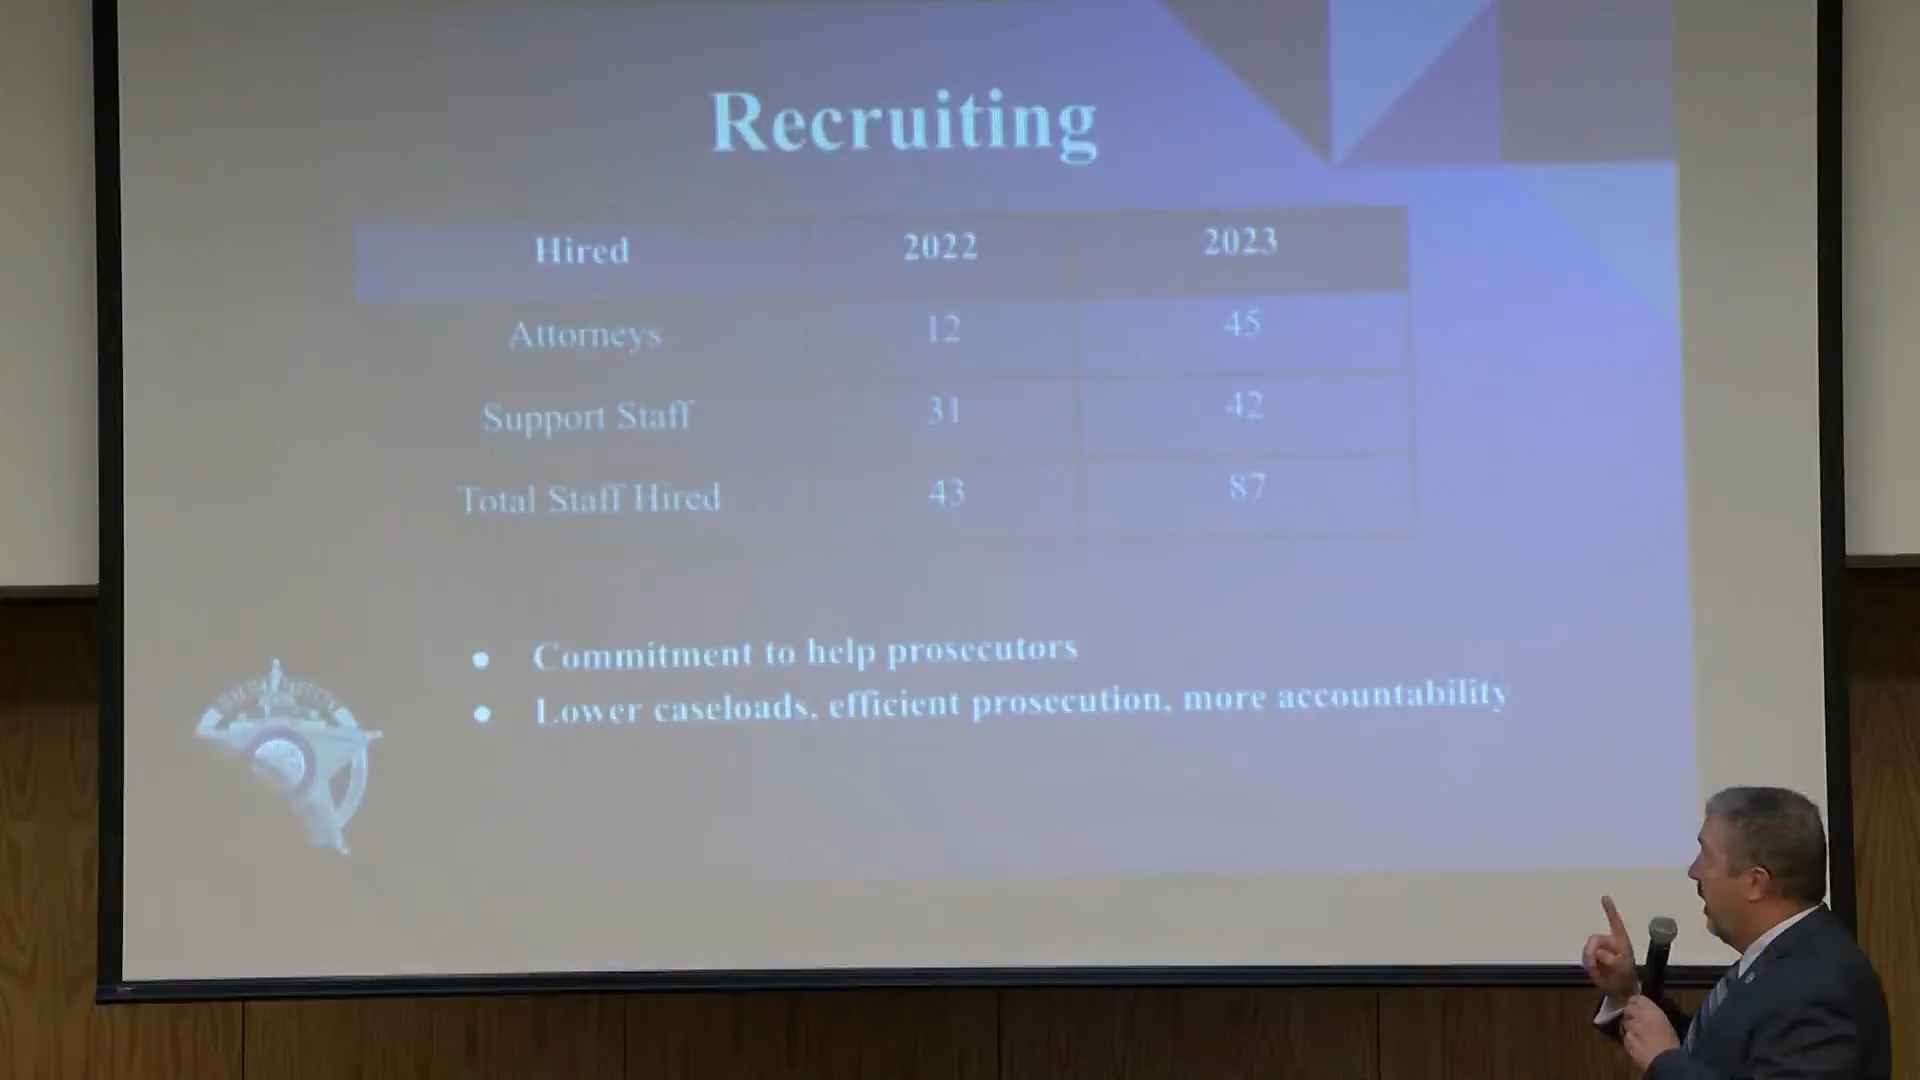 Recruiting
Hired 2022 2023
Attorneys 12 45
Support Staff 31 42
Total Staff Hired 43 87
● Commitment to help prosecutors
● Lower caseloads, efficient prosecution, more accountability